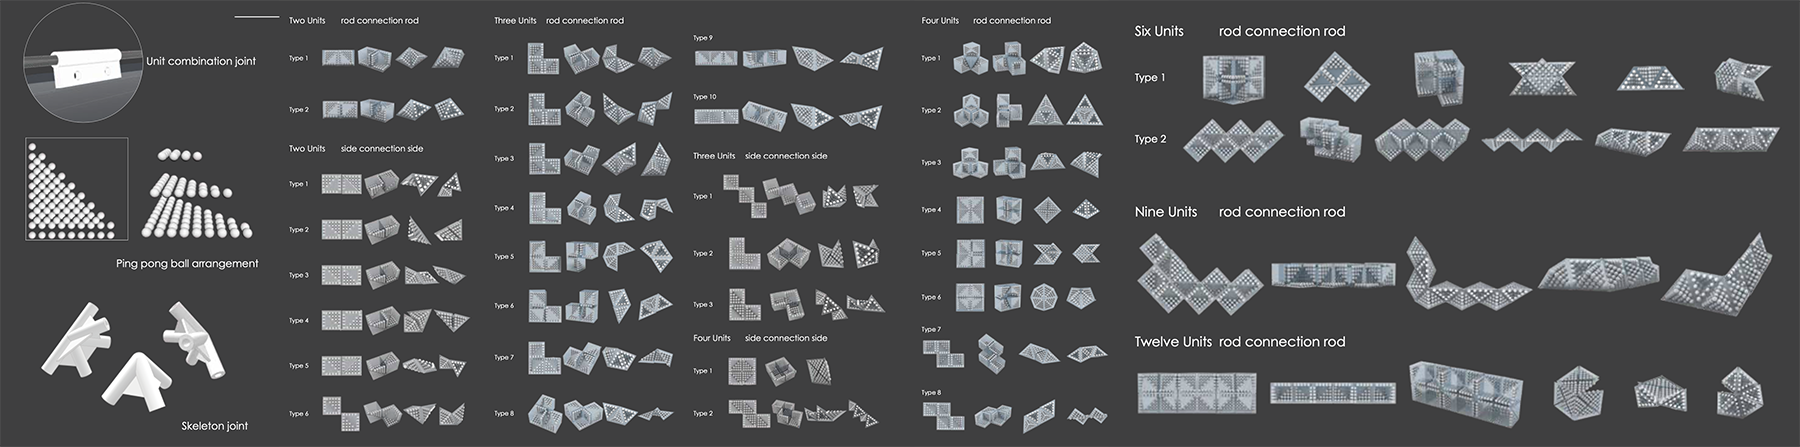 Unit combination joint
Ping pong ball arrangement
Skeleton joint
Two Units rod connection rod
Type 1
Type 2
Two Units side connection side
Type 1
Type 2
Type 3
Type 4
Type 5
Type 6
Three Units rod connection rod
Type 1
Type 2
Type 3
Type 4
Type 5
Type 6
Type 7
Type 8
Type 9
Type 10
Three Units side connection side
Type 1
Type 2
Type 3
Four Units side connection side
Type 1
Type 2
Four Units rod connection rod
Type 1
Type 2
Type 3
Type 4
Type 5
Type 6
Type 7
Type 8
Six Units rod connection rod
Type 1
Type 2
Nine Units rod connection rod
Twelve Units rod connection rod